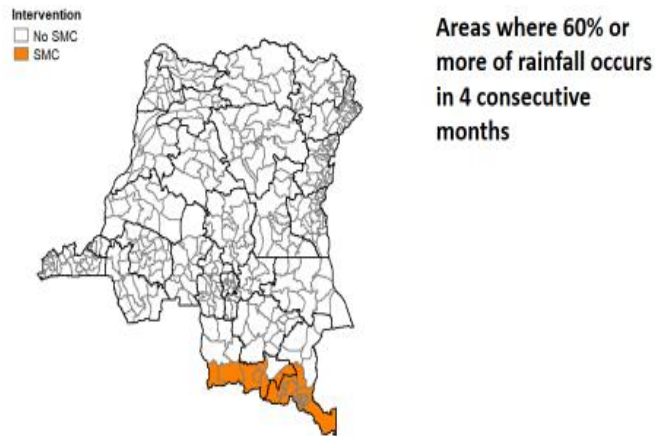 Intervention
No SMC
SMC
Areas where 60% or
more of rainfall occurs
in 4 consecutive
months